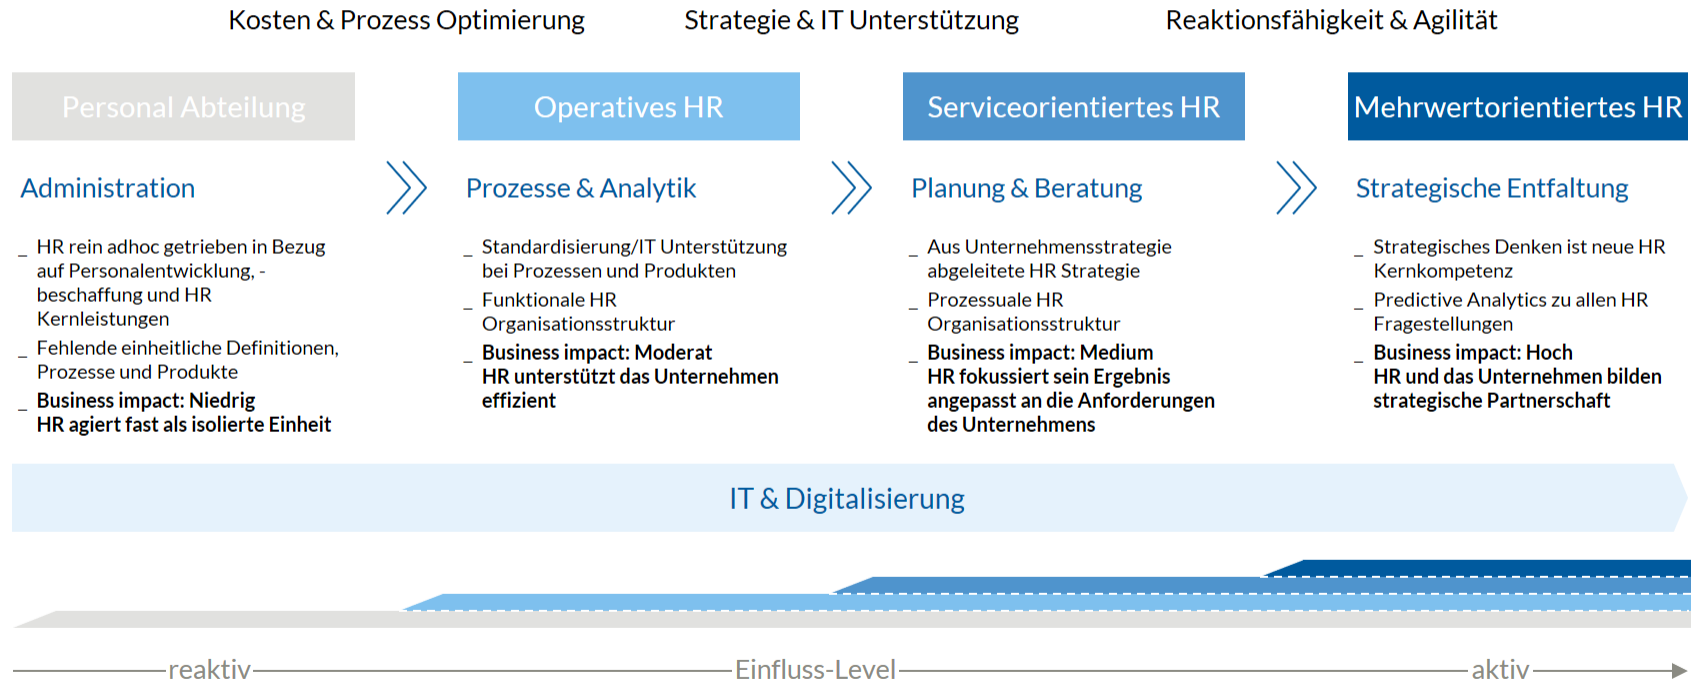 Kosten & Prozess Optimierung
Strategie & IT Unterstützung
Reaktionsfähigkeit & Agilität
Personal Abteilung
Operatives HR
Serviceorientiertes HR
Mehrwertorientiertes HR
Administration
Prozesse & Analytik
Planung & Beratung
Strategische Entfaltung
_ HR rein adhoc getrieben in Bezug
auf Personalentwicklung, -
beschaffung und HR
Kernleistungen
_ Fehlende einheitliche Definitionen,
Prozesse und Produkte
_ Business impact: Niedrig
HR agiert fast als isolierte Einheit
_ Standardisierung/IT Unterstützung
bei Prozessen und Produkten
_ Funktionale HR
Organisationsstruktur
_ Business impact: Moderat
HR unterstützt das Unternehmen
effizient
_ Aus Unternehmensstrategie
abgeleitete HR Strategie
_ Prozessuale HR
Organisationsstruktur
_ Business impact: Medium
HR fokussiert sein Ergebnis
angepasst an die Anforderungen
des Unternehmens
_ Strategisches Denken ist neue HR
Kernkompetenz
_ Predictive Analytics zu allen HR
Fragestellungen
_ Business impact: Hoch
HR und das Unternehmen bilden
strategische Partnerschaft
IT & Digitalisierung
reaktiv
Einfluss-Level
aktiv